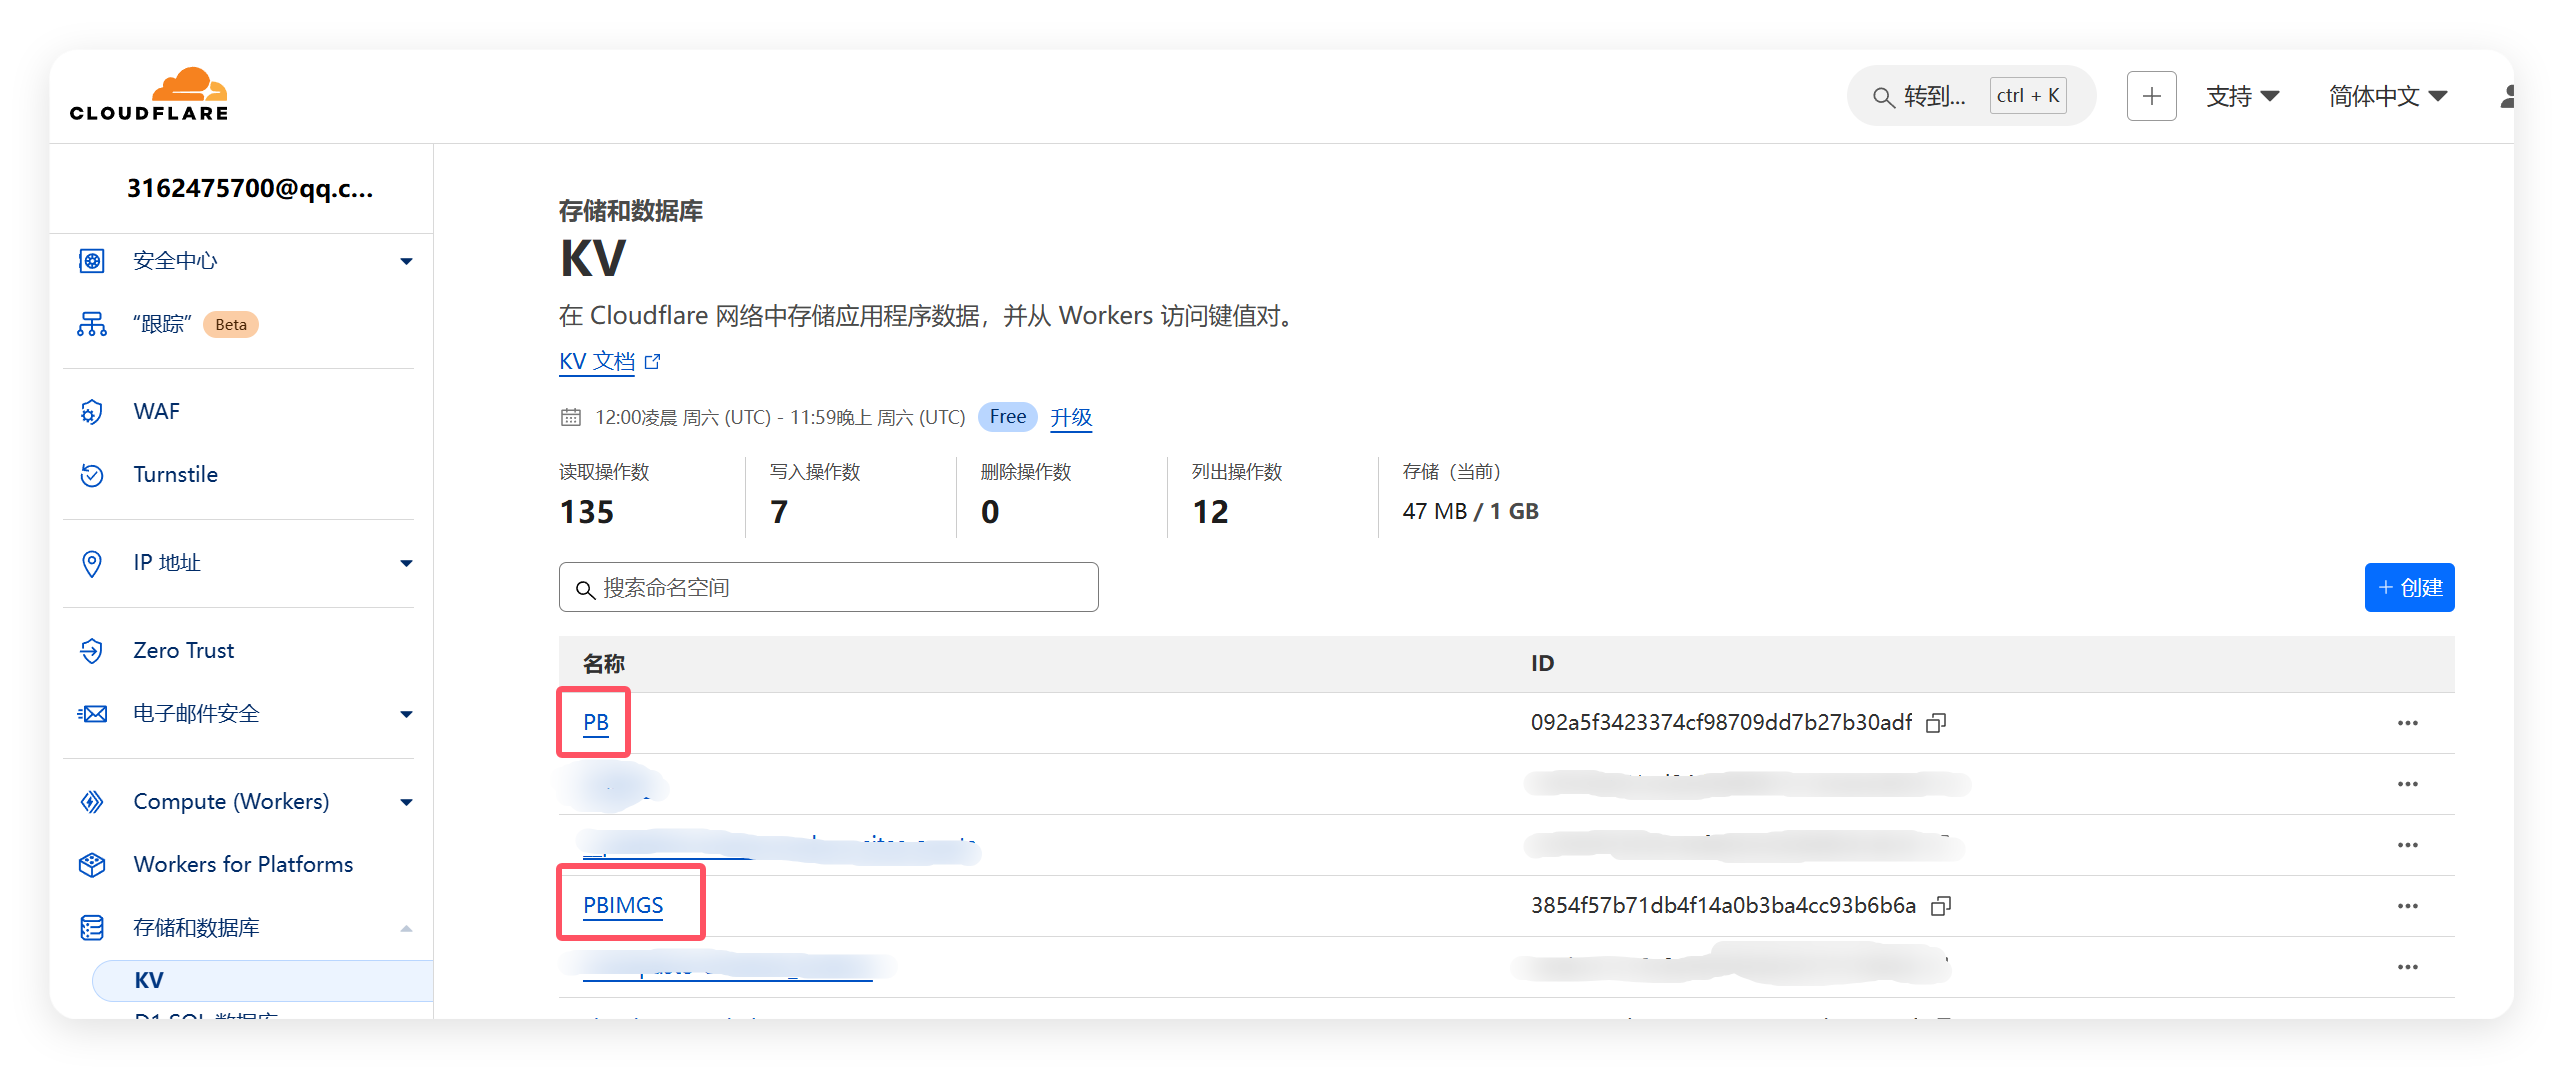 CLOUDFLARE
转到...
ctrl + K
支持
简体中文
3162475700@qq.c...
安全中心
“跟踪”
Beta
WAF
Turnstile
IP 地址
Zero Trust
电子邮件安全
Compute (Workers)
Workers for Platforms
存储和数据库
KV
D1 SQL 数据库
存储和数据库
KV
在 Cloudflare 网络中存储应用程序数据，并从 Workers 访问键值对。
KV 文档
12:00凌晨 周六 (UTC) - 11:59晚上 周六 (UTC)
Free
升级
读取操作数
135
写入操作数
7
删除操作数
0
列出操作数
12
存储（当前）
47 MB / 1 GB
搜索命名空间
+ 创建
名称
ID
PB
092a5f3423374cf98709dd7b27b30adf
PBIMGS
3854f57b71db4f14a0b3ba4cc93b6b6a